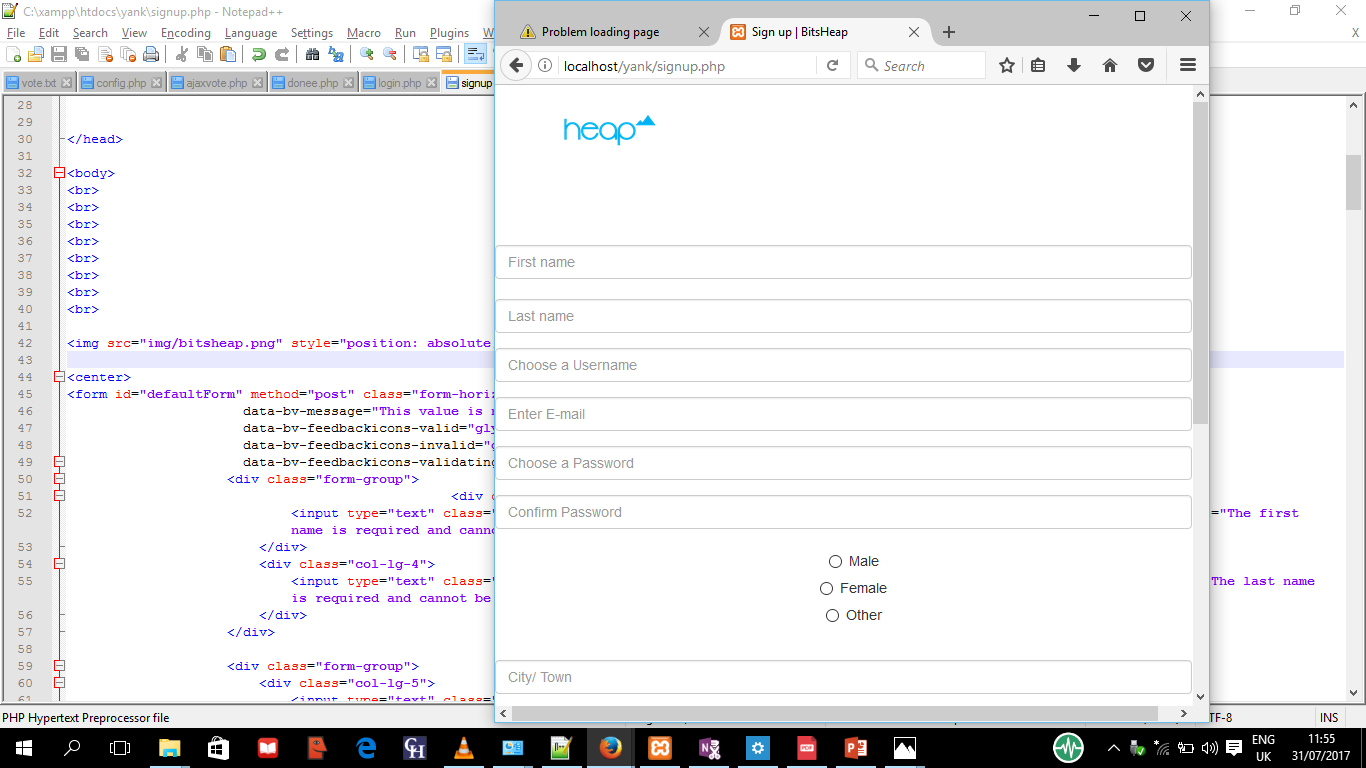 C:\xampp\htdocs\yank\signup.php - Notepad++
File Edit Search View Encoding Language Settings Macro Run Plugins W
X
vote.txt config.php ajaxvote.php donee.php login.php signup
28
29
30 </head>
31
32 <body>
33 <br>
34 <br>
35 <br>
36 <br>
37 <br>
38 <br>
39 <br>
40 <br>
41
42 <img src="img/bitsheap.png" style="position: absolute
43
44 <center>
45 <form id="defaultForm" method="post" class="form-hori
46 data-bv-message="This value is
47 data-bv-feedbackicons-valid="gly
48 data-bv-feedbackicons-invalid="
49 data-bv-feedbackicons-validating
50 <div class="form-group">
51 <div
52 <input type="text" class= ="The first
name is required and cann
53 </div>
54 <div class="col-lg-4">
55 <input type="text" class= The last name
is required and cannot be
56 </div>
57 </div>
58
59 <div class="form-group">
60 <div class="col-lg-5">
61 <input type="text" class=
PHP Hypertext Preprocessor file
TF-8 INS
Problem loading page
Sign up | BitsHeap
localhost/yank/signup.php
Search
heap
First name
Last name
Choose a Username
Enter E-mail
Choose a Password
Confirm Password
Male
Female
Other
City/ Town
ENG
UK
11:55
31/07/2017